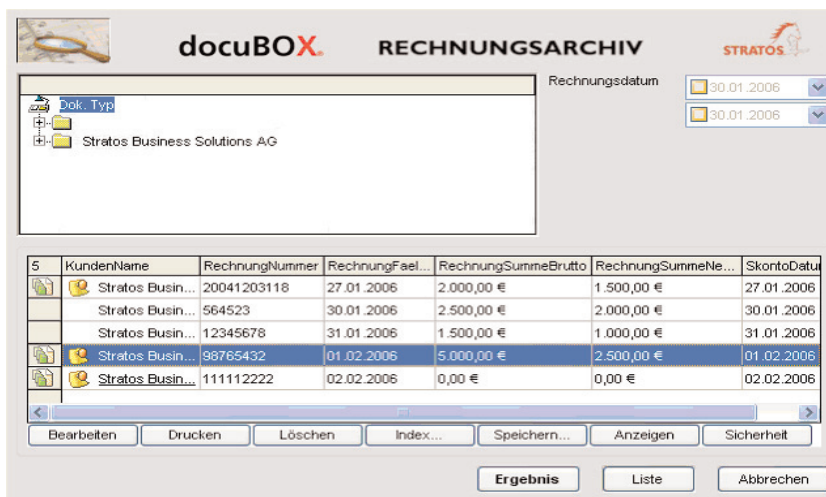 docuBOX. RECHNUNGSARCHIV STRATOS
Rechnungsdatum 30.01.2006
30.01.2006
Dok. Typ
Stratos Business Solutions AG
5 KundenName RechnungNummer RechnungFael... RechnungSummeBrutto RechnungSummeNe... SkontoDatu
Stratos Busin... 20041203118 27.01.2006 2.000,00 € 1.500,00 € 27.01.2006
Stratos Busin... 564523 30.01.2006 2.500,00 € 2.000,00 € 30.01.2006
Stratos Busin... 12345678 31.01.2006 1.500,00 € 1.000,00 € 31.01.2006
Stratos Busin... 98765432 01.02.2006 5.000,00 € 2.500,00 € 01.02.2006
Stratos Busin... 111112222 02.02.2006 0,00 € 0,00 € 02.02.2006
Bearbeiten Drucken Löschen Index... Speichern... Anzeigen Sicherheit
Ergebnis Liste Abbrechen